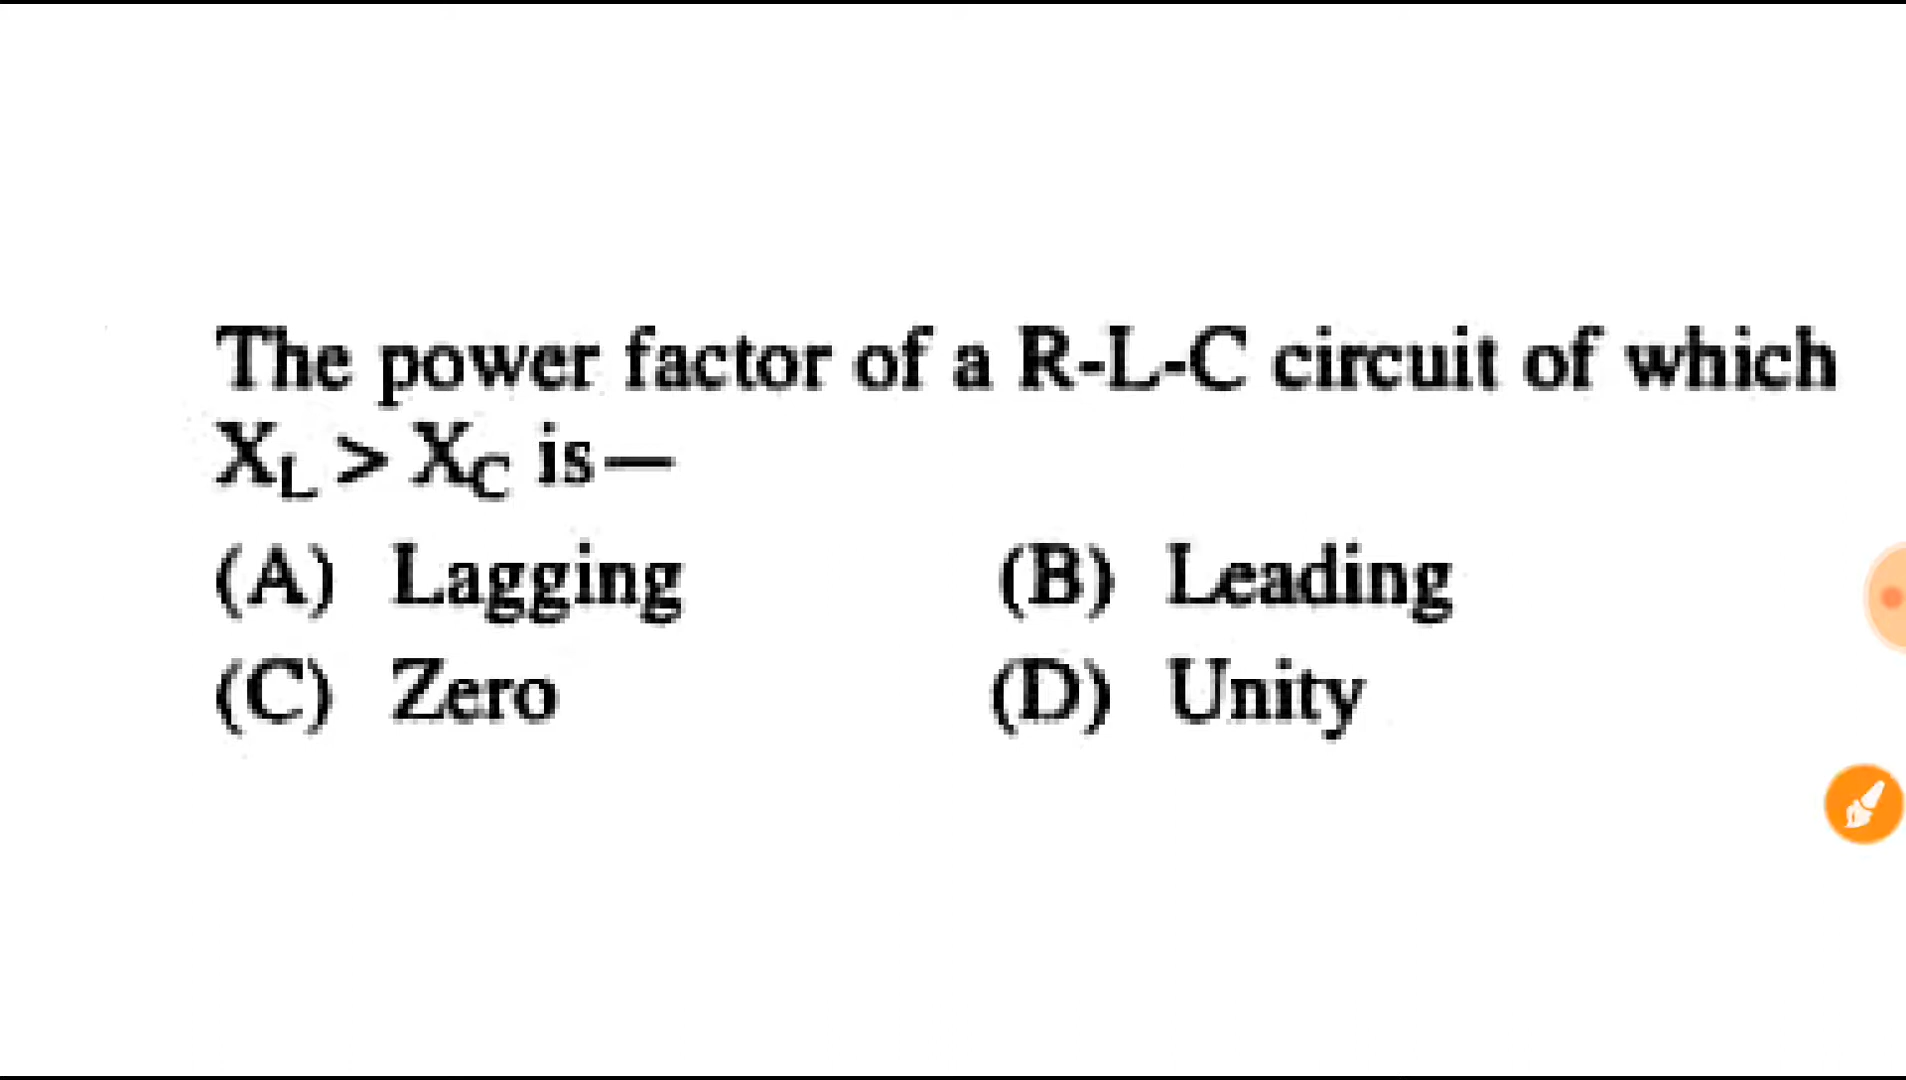 The power factor of a R-L-C circuit of which
X_L > X_C is—
(A) Lagging (B) Leading
(C) Zero (D) Unity